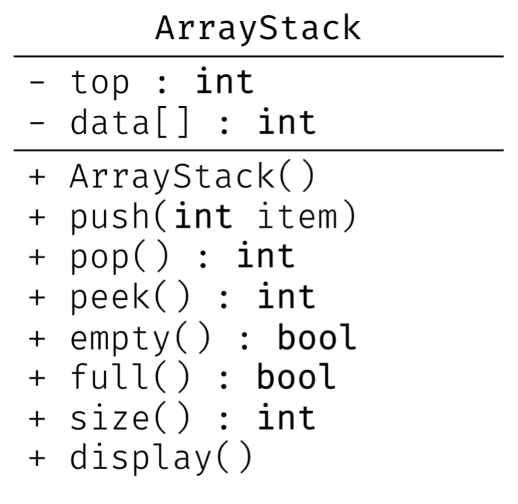 ArrayStack
- top : int
- data[] : int
+ ArrayStack()
+ push(int item)
+ pop() : int
+ peek() : int
+ empty() : bool
+ full() : bool
+ size() : int
+ display()